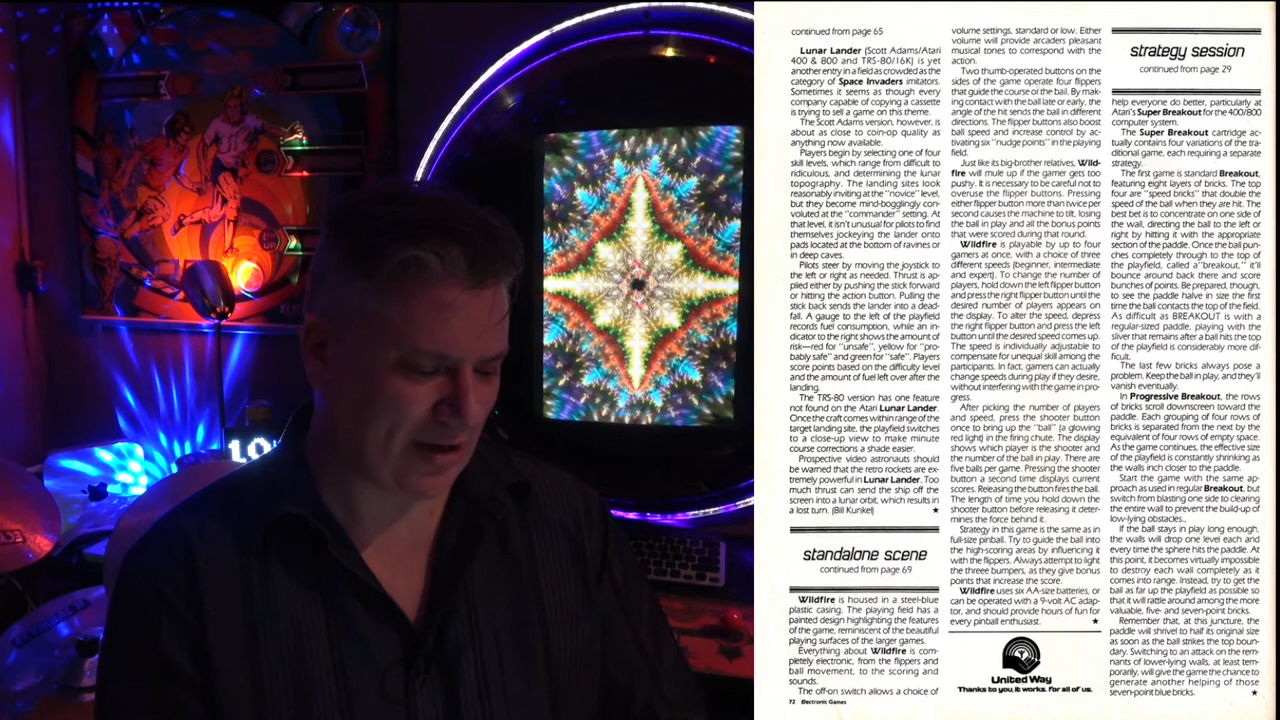 continued from page 65
Lunar Lander (Scott Adams/Atari
400 & 800 and TRS-80/16K) is yet
another entry in a field as crowded as the
category of Space Invaders imitators.
Sometimes it seems as though every
company capable of copying a cassette
is trying to sell a game on this theme.
The Scott Adams version, however, is
about as close to coin-op quality as
anything now available.
Players begin by selecting one of four
skill levels, which range from difficult to
ridiculous, and determining the lunar
topography. The landing sites look
reasonably inviting at the "novice" level,
but they become mind-bogglingly con-
voluted at the "commander" setting. At
that level, it isn't unusual for pilots to find
themselves jockeying the lander onto
pads located at the bottom of ravines or
in deep caves.
Pilots steer by moving the joystick to
the left or right as needed. Thrust is ap-
plied either by pushing the stick forward
or hitting the action button. Pulling the
stick back sends the lander into a dead-
fall. A gauge to the left of the playfield
records fuel consumption, while an in-
dicator to the right shows the amount of
risk—red for "unsafe", yellow for "pro-
bably safe" and green for "safe". Players
score points based on the difficulty level
and the amount of fuel left over after the
landing.
The TRS-80 version has one feature
not found on the Atari Lunar Lander.
Once the craft comes within range of the
target landing site, the playfield switches
to a close-up view to make minute
course corrections a shade easier.
Prospective video astronauts should
be warned that the retro rockets are ex-
tremely powerful in Lunar Lander. Too
much thrust can send the ship off the
screen into a lunar orbit, which results in
a lost turn. (Bill Kunkel) ★
standalone scene
continued from page 69
Wildfire is housed in a steel-blue
plastic casing. The playing field has a
painted design highlighting the features
of the game, reminiscent of the beautiful
playing surfaces of the larger games.
Everything about Wildfire is com-
pletely electronic, from the flippers and
ball movement, to the scoring and
sounds.
The off-on switch allows a choice of
volume settings, standard or low. Either
volume will provide arcaders pleasant
musical tones to correspond with the
action.
Two thumb-operated buttons on the
sides of the game operate four flippers
that guide the course of the ball. By mak-
ing contact with the ball late or early, the
angle of the hit sends the ball in different
directions. The flipper buttons also boost
ball speed and increase control by ac-
tivating six "nudge points" in the playing
field.
Just like its big-brother relatives, Wild-
fire will mule up if the gamer gets too
pushy. It is necessary to be careful not to
overuse the flipper buttons. Pressing
either flipper button more than twice per
second causes the machine to tilt, losing
the ball in play and all the bonus points
that were scored during that round.
Wildfire is playable by up to four
gamers at once, with a choice of three
different speeds (beginner, intermediate
and expert). To change the number of
players, hold down the left flipper button
and press the right flipper button until the
desired number of players appears on
the display. To alter the speed, depress
the right flipper button and press the left
button until the desired speed comes up.
The speed is individually adjustable to
compensate for unequal skill among the
participants. In fact, gamers can actually
change speeds during play if they desire,
without interfering with the game in pro-
gress.
After picking the number of players
and speed, press the shooter button
once to bring up the "ball" (a glowing
red light) in the firing chute. The display
shows which player is the shooter and
the number of the ball in play. There are
five balls per game. Pressing the shooter
button a second time displays current
scores. Releasing the button fires the ball.
The length of time you hold down the
shooter button before releasing it deter-
mines the force behind it.
Strategy in this game is the same as in
full-size pinball. Try to guide the ball into
the high-scoring areas by influencing it
with the flippers. Always attempt to light
the threee bumpers, as they give bonus
points that increase the score.
Wildfire uses six AA-size batteries, or
can be operated with a 9-volt AC adap-
tor, and should provide hours of fun for
every pinball enthusiast. ★
United Way
Thanks to you, it works. for all of us.
strategy session
continued from page 29
help everyone do better, particularly at
Atari's Super Breakout for the 400/800
computer system.
The Super Breakout cartridge ac-
tually contains four variations of the tra-
ditional game, each requiring a separate
strategy.
The first game is standard Breakout,
featuring eight layers of bricks. The top
four are "speed bricks" that double the
speed of the ball when they are hit. The
best bet is to concentrate on one side of
the wall, directing the ball to the left or
right by hitting it with the appropriate
section of the paddle. Once the ball pun-
ches completely through to the top of
the playfield, called a "breakout," it'll
bounce around back there and score
bunches of points. Be prepared, though,
to see the paddle halve in size the first
time the ball contacts the top of the field.
As difficult as BREAKOUT is with a
regular-sized paddle, playing with the
sliver that remains after a ball hits the top
of the playfield is considerably more dif-
ficult.
The last few bricks always pose a
problem. Keep the ball in play, and they'll
vanish eventually.
In Progressive Breakout, the rows
of bricks scroll downscreen toward the
paddle. Each grouping of four rows of
bricks is separated from the next by the
equivalent of four rows of empty space.
As the game continues, the effective size
of the playfield is constantly shrinking as
the walls inch closer to the paddle.
Start the game with the same ap-
proach as used in regular Breakout, but
switch from blasting one side to clearing
the entire wall to prevent the build-up of
low-lying obstacles.,
If the ball stays in play long enough,
the walls will drop one level each and
every time the sphere hits the paddle. At
this point, it becomes virtually impossible
to destroy each wall completely as it
comes into range. Instead, try to get the
ball as far up the playfield as possible so
that it will rattle around among the more
valuable, five- and seven-point bricks.
Remember that, at this juncture, the
paddle will shrivel to half its original size
as soon as the ball strikes the top boun-
dary. Switching to an attack on the rem-
nants of lower-lying walls, at least tem-
porarily, will give the game the chance to
generate another helping of those
seven-point blue bricks. ★
72 Electronic Games